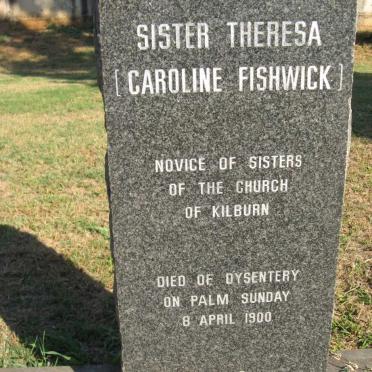 SISTER THERESA
[CAROLINE FISHWICK]
NOVICE OF SISTERS
OF THE CHURCH
OF KILBURN
DIED OF DYSENTERY
ON PALM SUNDAY
8 APRIL 1900